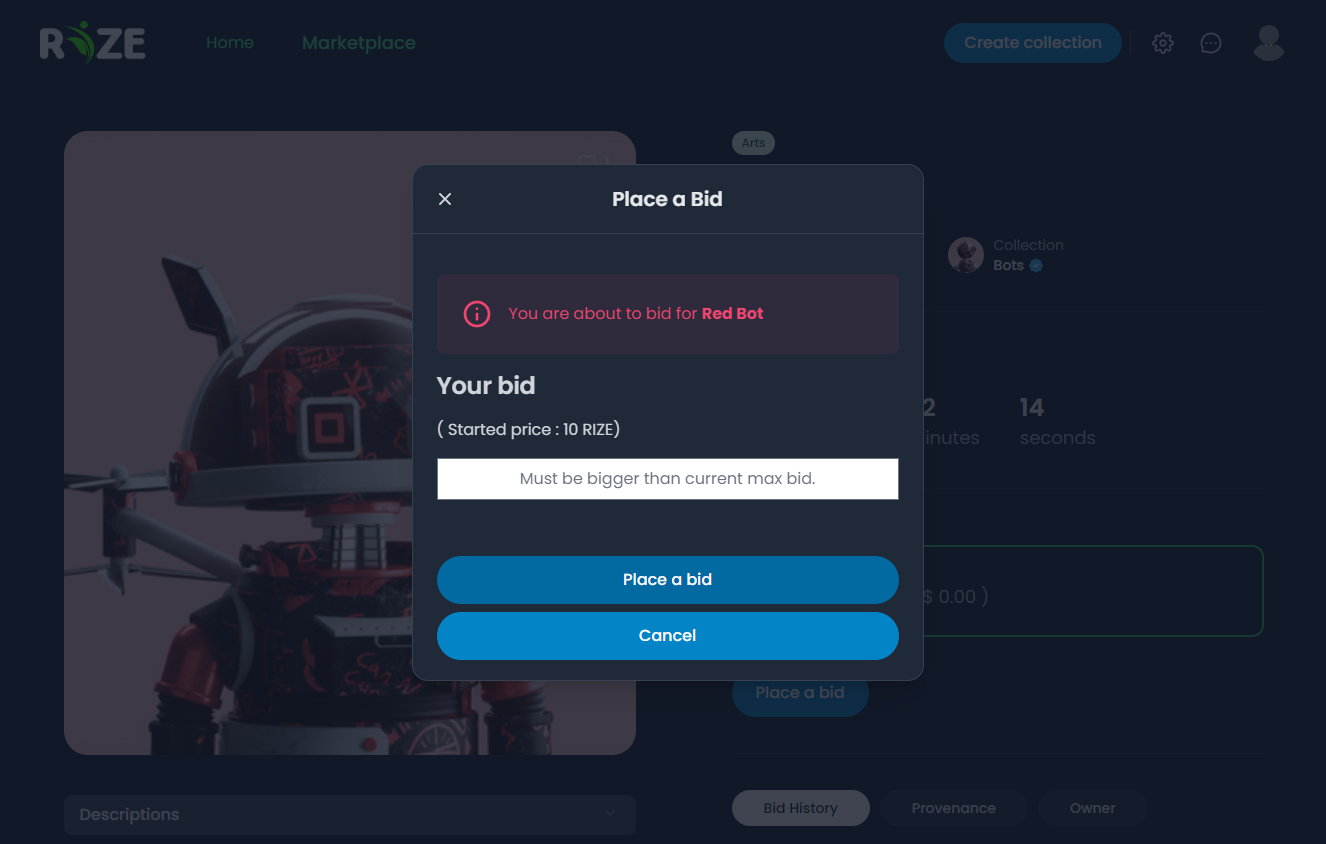 RIZE
Home
Marketplace
Create collection
Arts
Collection
Bots
Place a Bid
You are about to bid for Red Bot
Your bid
( Started price : 10 RIZE)
Must be bigger than current max bid.
Place a bid
Cancel
14
seconds
$ 0.00 )
Place a bid
Descriptions
Bid History
Provenance
Owner